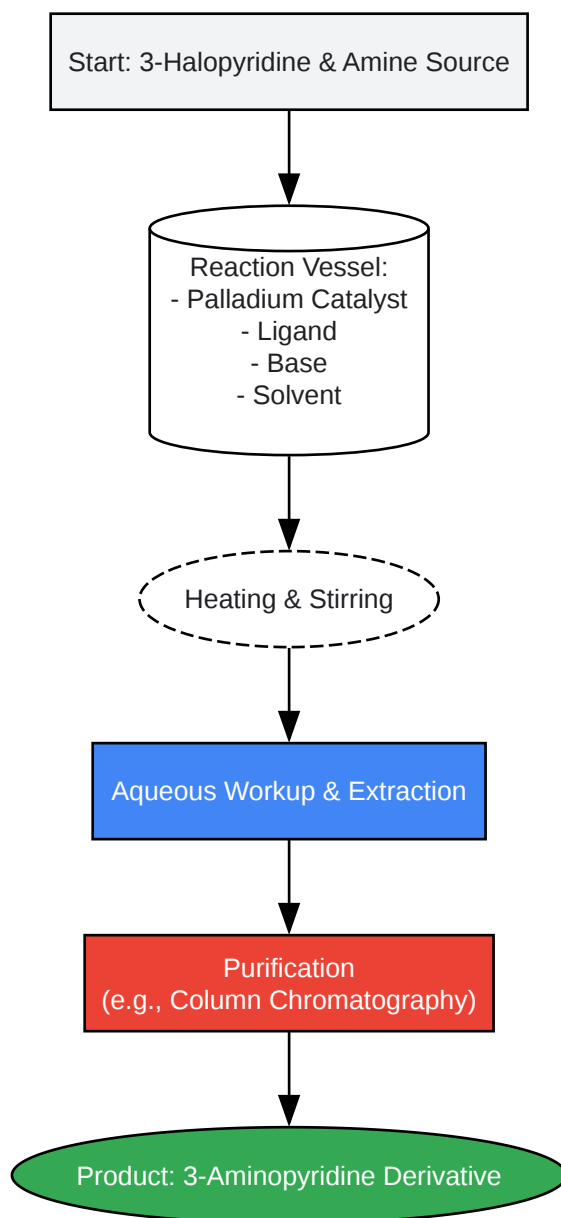 Start: 3-Halopyridine & Amine Source
Reaction Vessel:
- Palladium Catalyst
- Ligand
- Base
- Solvent
Heating & Stirring
Aqueous Workup & Extraction
Purification
(e.g., Column Chromatography)
Product: 3-Aminopyridine Derivative